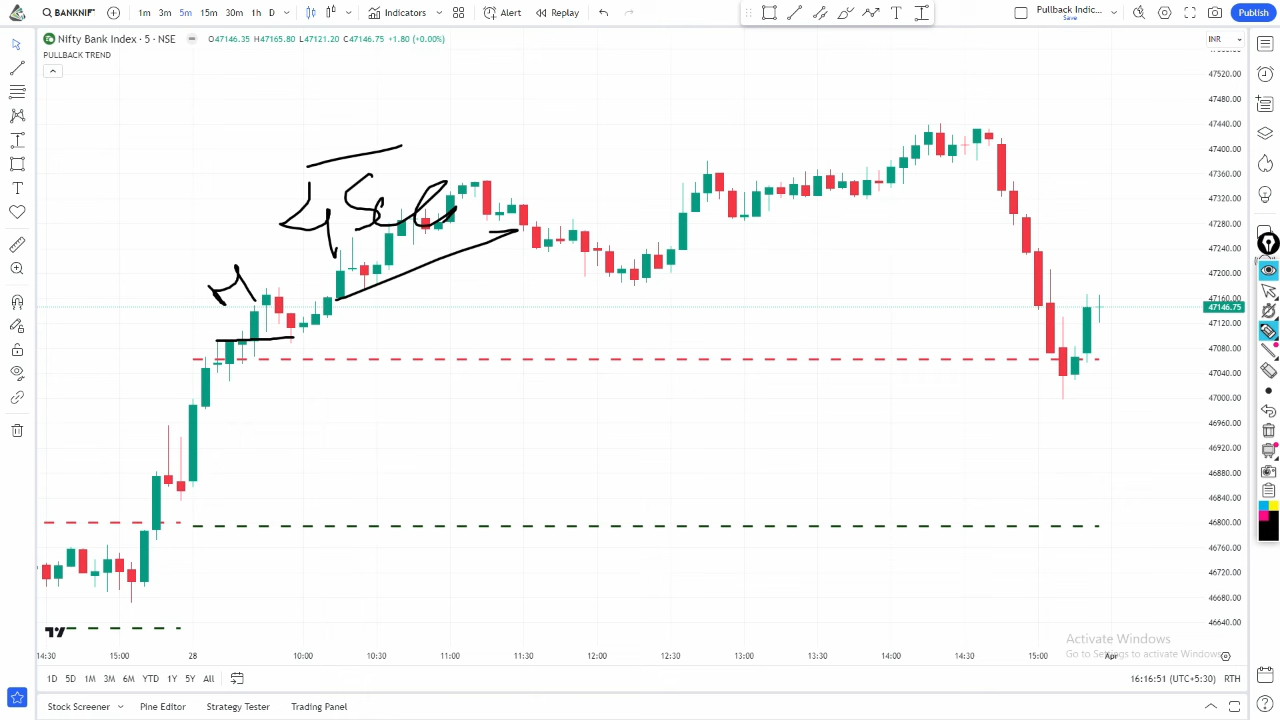 BANKNIF
1m 3m 5m 15m 30m 1h D
Indicators
Alert
Replay
Pullback Indic...
Save
Publish
Nifty Bank Index · 5 · NSE
O47146.35 H47165.80 L47121.20 C47146.75 +1.80 (+0.00%)
INR
PULLBACK TREND
47520.00
47480.00
47440.00
47400.00
47360.00
47320.00
47280.00
47240.00
47200.00
47160.00
47146.75
47120.00
47080.00
47040.00
47000.00
46960.00
46920.00
46880.00
46840.00
46800.00
46760.00
46720.00
46680.00
46640.00
Activate Windows
Go to Settings to activate Windows.
14:30 15:00 28 10:00 10:30 11:00 11:30 12:00 12:30 13:00 13:30 14:00 14:30 15:00 Apr
1D 5D 1M 3M 6M YTD 1Y 5Y All
16:16:51 (UTC+5:30) RTH
Stock Screener Pine Editor Strategy Tester Trading Panel